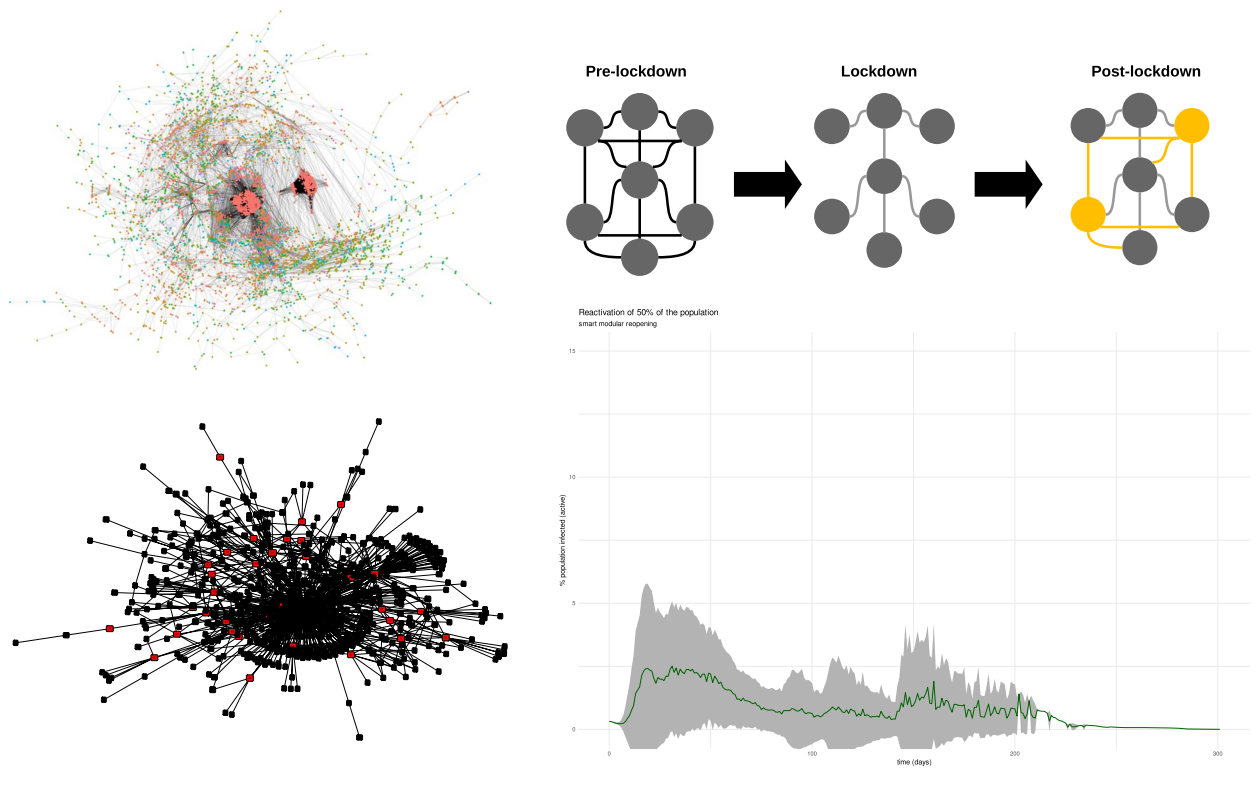 Pre-lockdown
Lockdown
Post-lockdown
Reactivation of 50% of the population
smart modular reopening
15
10
5
0
% population infected (active)
0
100
200
300
time (days)